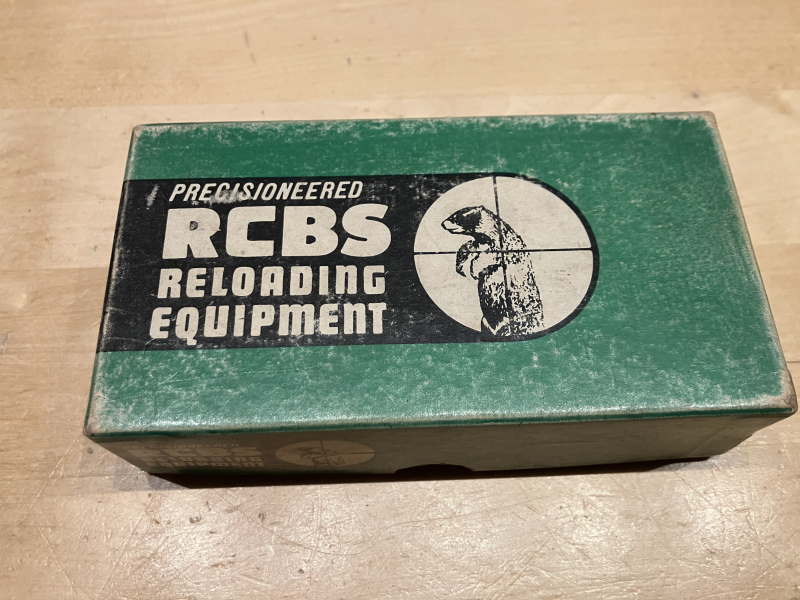 PRECISIONEERED
RCBS
RELOADING
EQUIPMENT